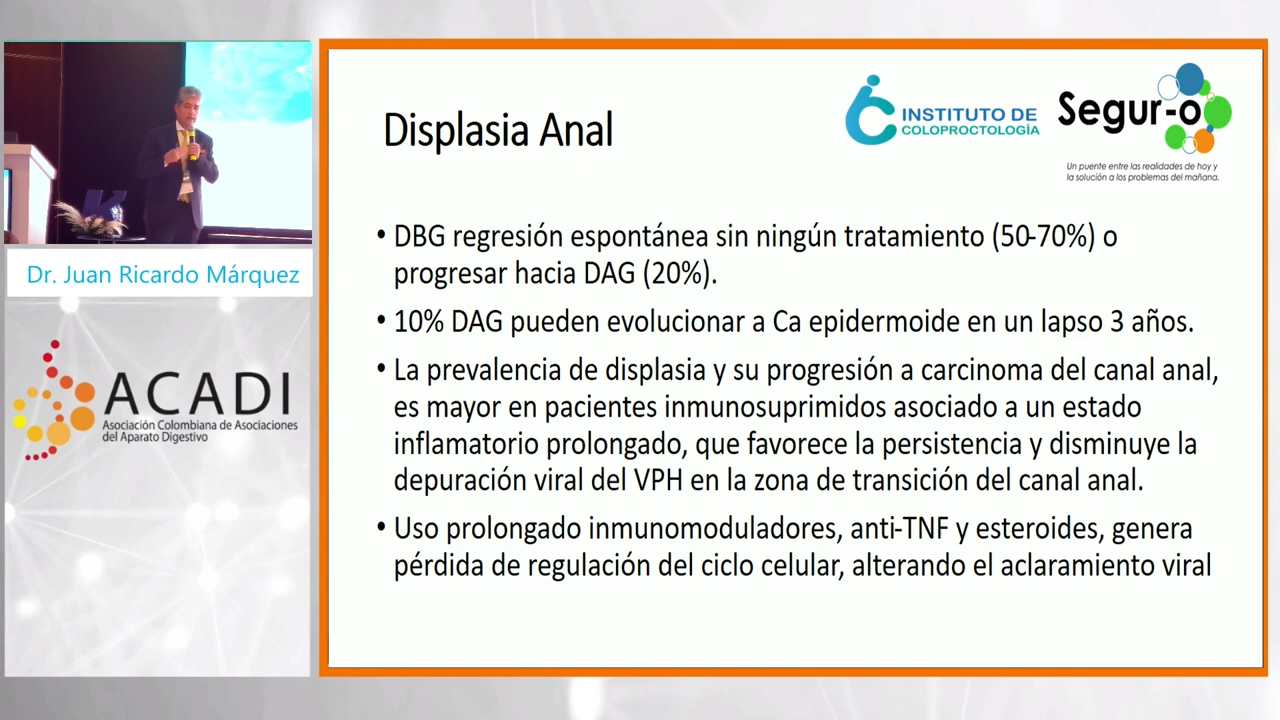 Displasia Anal
INSTITUTO DE
COLOPROCTOLOGÍA
Segur-o
Un puente entre las realidades de hoy y
la solución a los problemas del mañana.
• DBG regresión espontánea sin ningún tratamiento (50-70%) o
progresar hacia DAG (20%).
• 10% DAG pueden evolucionar a Ca epidermoide en un lapso 3 años.
• La prevalencia de displasia y su progresión a carcinoma del canal anal,
es mayor en pacientes inmunosuprimidos asociado a un estado
inflamatorio prolongado, que favorece la persistencia y disminuye la
depuración viral del VPH en la zona de transición del canal anal.
• Uso prolongado inmunomoduladores, anti-TNF y esteroides, genera
pérdida de regulación del ciclo celular, alterando el aclaramiento viral
Dr. Juan Ricardo Márquez
ACADI
Asociación Colombiana de Asociaciones
del Aparato Digestivo